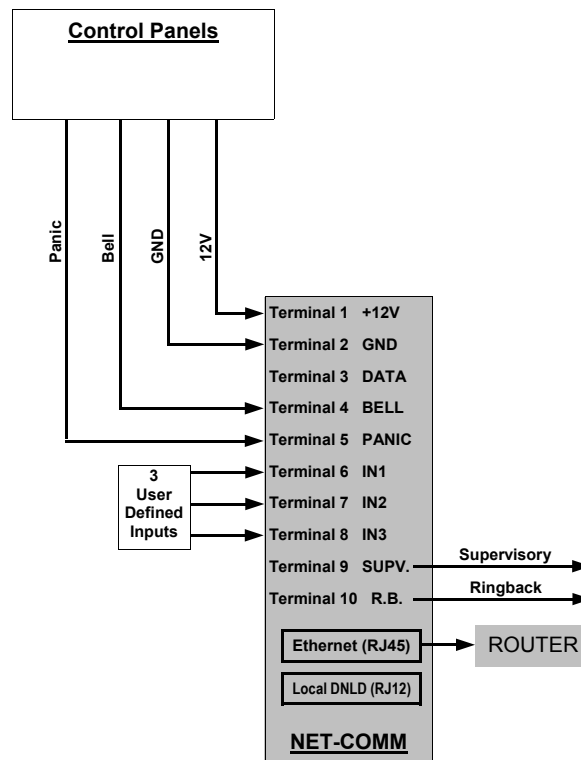 Control Panels
Panic
Bell
GND
12V
Terminal 1 +12V
Terminal 2 GND
Terminal 3 DATA
Terminal 4 BELL
Terminal 5 PANIC
3
User
Defined
Inputs
Terminal 6 IN1
Terminal 7 IN2
Terminal 8 IN3
Terminal 9 SUPV.
Supervisory
Terminal 10 R.B.
Ringback
Ethernet (RJ45)
ROUTER
Local DNLD (RJ12)
NET-COMM